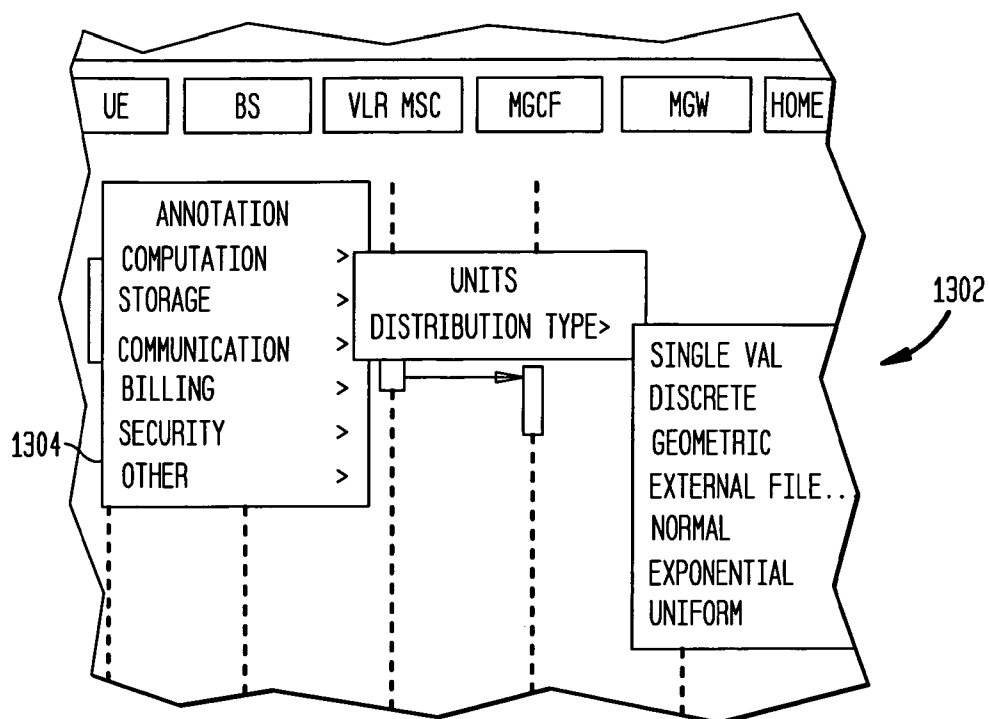 UE BS VLR MSC MGCF MGW HOME
ANNOTATION
COMPUTATION >
STORAGE >
COMMUNICATION >
BILLING >
SECURITY >
OTHER >
UNITS
DISTRIBUTION TYPE>
SINGLE VAL
DISCRETE
GEOMETRIC
EXTERNAL FILE..
NORMAL
EXPONENTIAL
UNIFORM
1302
1304